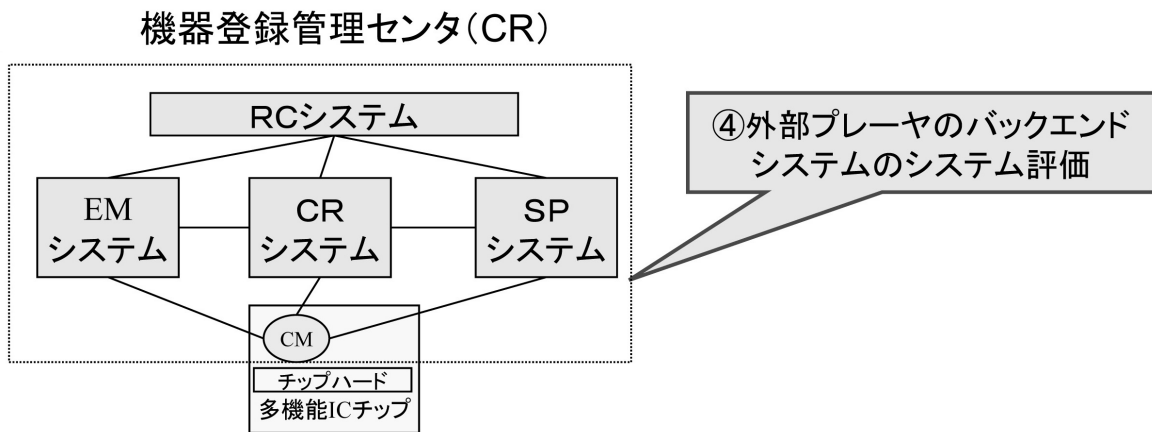 機器登録管理センタ（CR）
RCシステム
④外部プレーヤのバックエンド
システムのシステム評価
EM
システム
CR
システム
SP
システム
CM
チップハード
多機能ICチップ